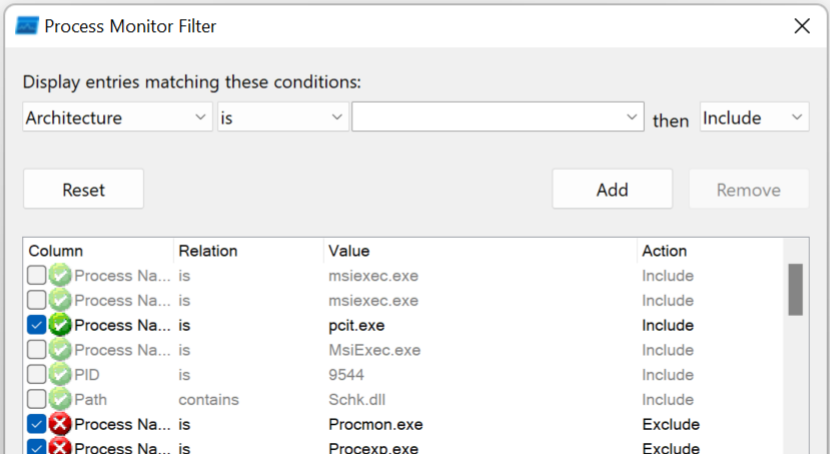 Process Monitor Filter
Display entries matching these conditions:
Architecture is then Include
Reset Add Remove
Column Relation Value Action
Process Na... is msiexec.exe Include
Process Na... is msiexec.exe Include
Process Na... is pcit.exe Include
Process Na... is MsiExec.exe Include
PID is 9544 Include
Path contains Schk.dll Include
Process Na... is Procmon.exe Exclude
Process Na... is Procexp.exe Exclude